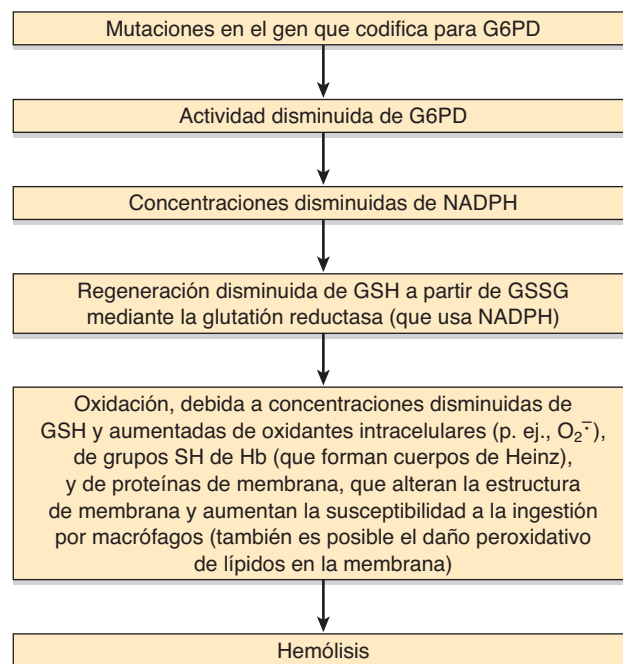 Mutaciones en el gen que codifica para G6PD
Actividad disminuida de G6PD
Concentraciones disminuidas de NADPH
Regeneración disminuida de GSH a partir de GSSG
mediante la glutatión reductasa (que usa NADPH)
Oxidación, debida a concentraciones disminuidas de
GSH y aumentadas de oxidantes intracelulares (p. ej., O₂⁻·),
de grupos SH de Hb (que forman cuerpos de Heinz),
y de proteínas de membrana, que alteran la estructura
de membrana y aumentan la susceptibilidad a la ingestión
por macrófagos (también es posible el daño peroxidativo
de lípidos en la membrana)
Hemólisis